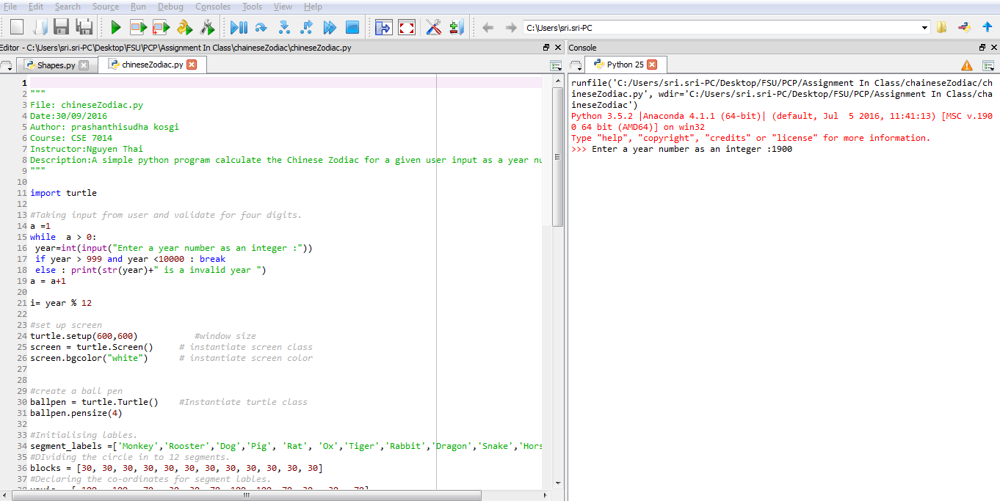 File Edit Search Source Run Debug Consoles Tools View Help
C:\Users\sri.sri-PC
Editor - C:\Users\sri.sri-PC\Desktop\FSU\PCP\Assignment In Class\chaineseZodiac\chineseZodiac.py
Shapes.py chineseZodiac.py
1
2 """
3 File: chineseZodiac.py
4 Date:30/09/2016
5 Author: prashanthisudha kosgi
6 Course: CSE 7014
7 Instructor:Nguyen Thai
8 Description:A simple python program calculate the Chinese Zodiac for a given user input as a year nu
9 """
10
11 import turtle
12
13 #Taking input from user and validate for four digits.
14 a =1
15 while  a > 0:
16  year=int(input("Enter a year number as an integer :"))
17  if year > 999 and year <10000 : break
18  else : print(str(year)+" is a invalid year ")
19 a = a+1
20
21 i= year % 12
22
23 #set up screen
24 turtle.setup(600,600)           #window size
25 screen = turtle.Screen()     # instantiate screen class
26 screen.bgcolor("white")      # instantiate screen color
27
28
29 #create a ball pen
30 ballpen = turtle.Turtle()    #Instantiate turtle class
31 ballpen.pensize(4)
32
33 #Initialising lables.
34 segment_labels =['Monkey','Rooster','Dog','Pig', 'Rat', 'Ox','Tiger','Rabbit','Dragon','Snake','Hors
35 #DIviding the circle in to 12 segments.
36 blocks = [30, 30, 30, 30, 30, 30, 30, 30, 30, 30, 30, 30]
37 #Declaring the co-ordinates for segment lables.
Console
Python 25
runfile('C:/Users/sri.sri-PC/Desktop/FSU/PCP/Assignment In Class/chaineseZodiac/ch
ineseZodiac.py', wdir='C:/Users/sri.sri-PC/Desktop/FSU/PCP/Assignment In Class/cha
ineseZodiac')
Python 3.5.2 |Anaconda 4.1.1 (64-bit)| (default, Jul  5 2016, 11:41:13) [MSC v.190
0 64 bit (AMD64)] on win32
Type "help", "copyright", "credits" or "license" for more information.
>>> Enter a year number as an integer :1900